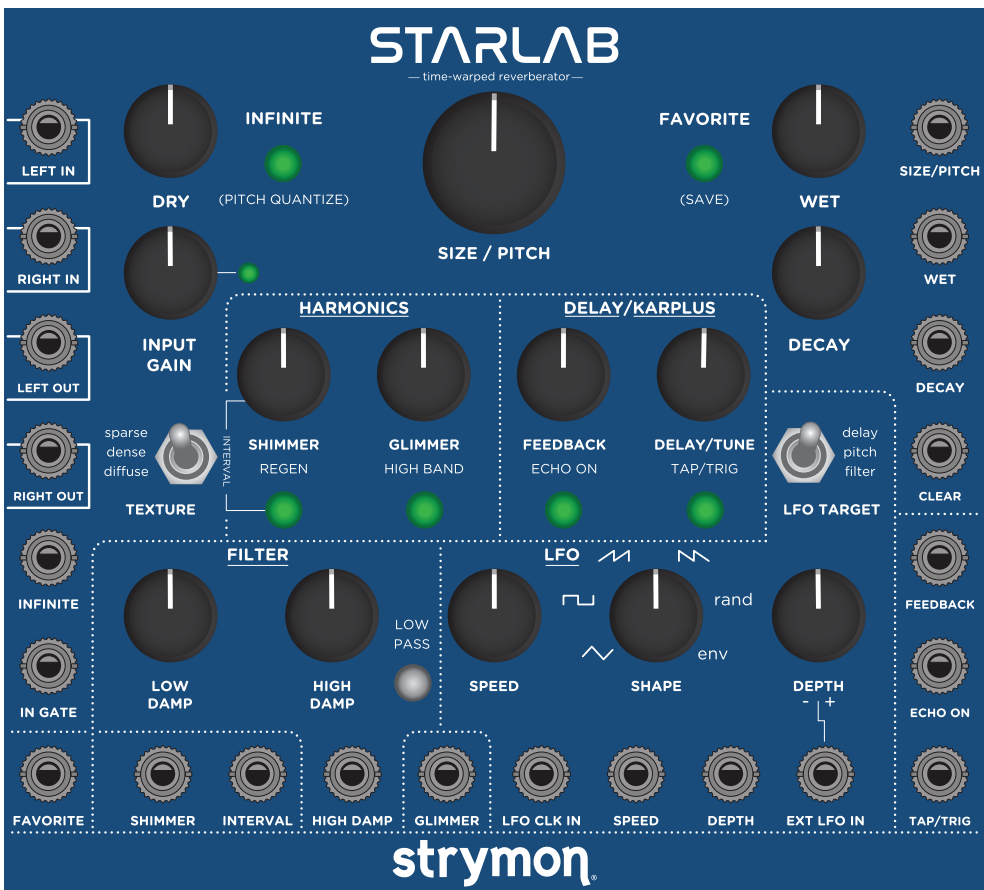 STARLAB
time-warped reverberator
INFINITE
FAVORITE
LEFT IN
DRY
(PITCH QUANTIZE)
(SAVE)
WET
SIZE/PITCH
SIZE / PITCH
RIGHT IN
WET
HARMONICS
DELAY/KARPLUS
INPUT
GAIN
DECAY
LEFT OUT
DECAY
sparse
dense
diffuse
TEXTURE
INTERVAL
SHIMMER
REGEN
GLIMMER
HIGH BAND
FEEDBACK
ECHO ON
DELAY/TUNE
TAP/TRIG
delay
pitch
filter
LFO TARGET
RIGHT OUT
CLEAR
FILTER
LFO
INFINITE
LOW
PASS
rand
env
FEEDBACK
LOW
DAMP
HIGH
DAMP
SPEED
SHAPE
DEPTH
- +
IN GATE
ECHO ON
FAVORITE
SHIMMER
INTERVAL
HIGH DAMP
GLIMMER
LFO CLK IN
SPEED
DEPTH
EXT LFO IN
TAP/TRIG
strymon®